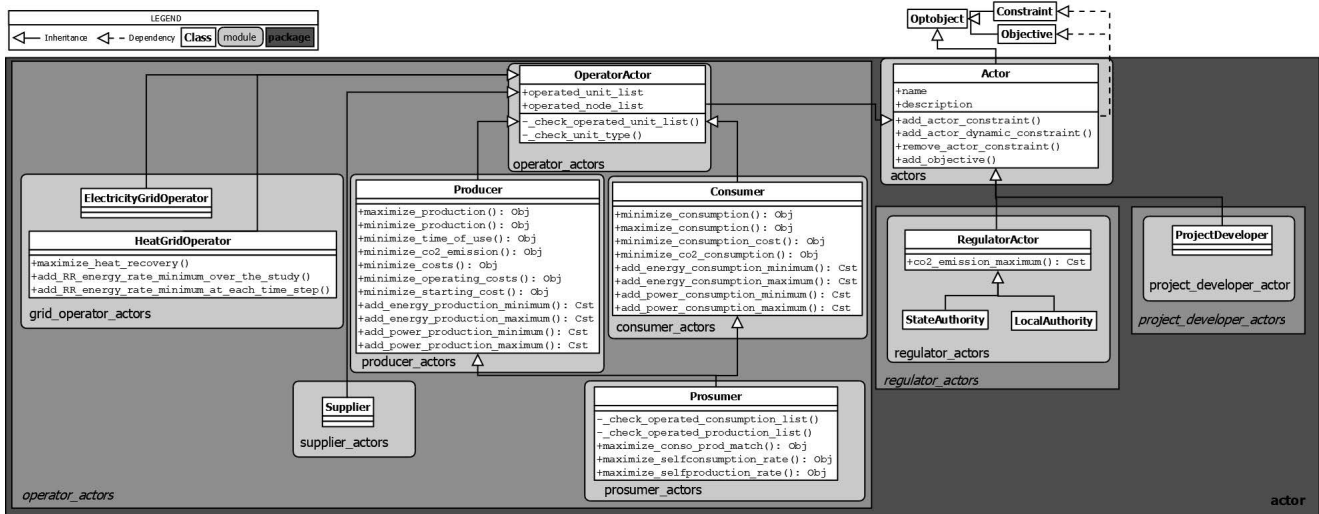 LEGEND
Inheritance Dependency Class module package
Optobject
Constraint
Objective
OperatorActor
+operated_unit_list
+operated_node_list
-_check_operated_unit_list()
-_check_unit_type()
operator_actors
Actor
+name
+description
+add_actor_constraint()
+add_actor_dynamic_constraint()
+remove_actor_constraint()
+add_objective()
actors
ElectricityGridOperator
HeatGridOperator
+maximize_heat_recovery()
+add_RR_energy_rate_minimum_over_the_study()
+add_RR_energy_rate_minimum_at_each_time_step()
grid_operator_actors
Producer
+maximize_production(): Obj
+minimize_production(): Obj
+minimize_time_of_use(): Obj
+minimize_co2_emission(): Obj
+minimize_costs(): Obj
+minimize_operating_costs(): Obj
+minimize_starting_cost(): Obj
+add_energy_production_minimum(): Cst
+add_energy_production_maximum(): Cst
+add_power_production_minimum(): Cst
+add_power_production_maximum(): Cst
producer_actors
Consumer
+minimize_consumption(): Obj
+maximize_consumption(): Obj
+minimize_consumption_cost(): Obj
+minimize_co2_consumption(): Obj
+add_energy_consumption_minimum(): Cst
+add_energy_consumption_maximum(): Cst
+add_power_consumption_minimum(): Cst
+add_power_consumption_maximum(): Cst
consumer_actors
RegulatorActor
+co2_emission_maximum(): Cst
StateAuthority
LocalAuthority
regulator_actors
regulator_actors
ProjectDeveloper
project_developer_actor
project_developer_actors
Supplier
supplier_actors
Prosumer
-_check_operated_consumption_list()
-_check_operated_production_list()
+maximize_conso_prod_match(): Obj
+maximize_selfconsumption_rate(): Obj
+maximize_selfproduction_rate(): Obj
prosumer_actors
operator_actors
actor